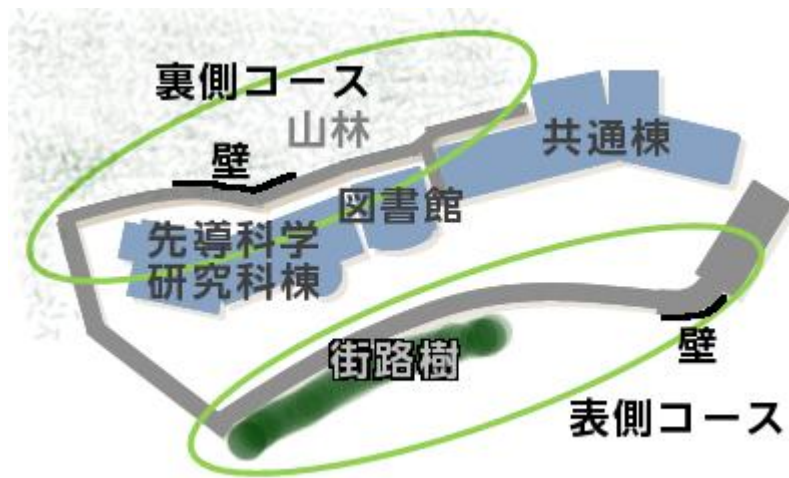 裏側コース
山林
壁
共通棟
図書館
先導科学
研究科棟
街路樹
壁
表側コース